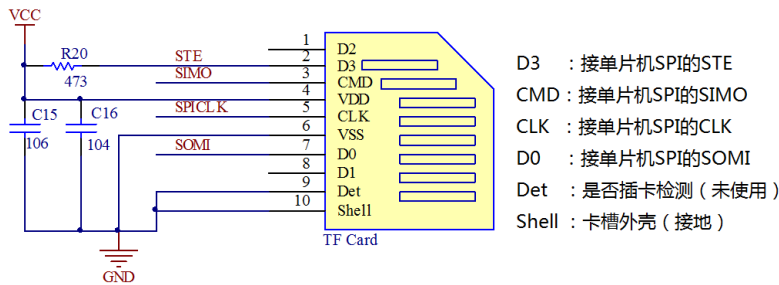 VCC
R20
473
C15
106
C16
104
GND
STE
SIMO
SPICLK
SOMI
1 D2
2 D3
3 CMD
4 VDD
5 CLK
6 VSS
7 D0
8 D1
9 Det
10 Shell
TF Card
D3 ：接单片机SPI的STE
CMD：接单片机SPI的SIMO
CLK ：接单片机SPI的CLK
D0 ：接单片机SPI的SOMI
Det ：是否插卡检测（未使用）
Shell：卡槽外壳（接地）